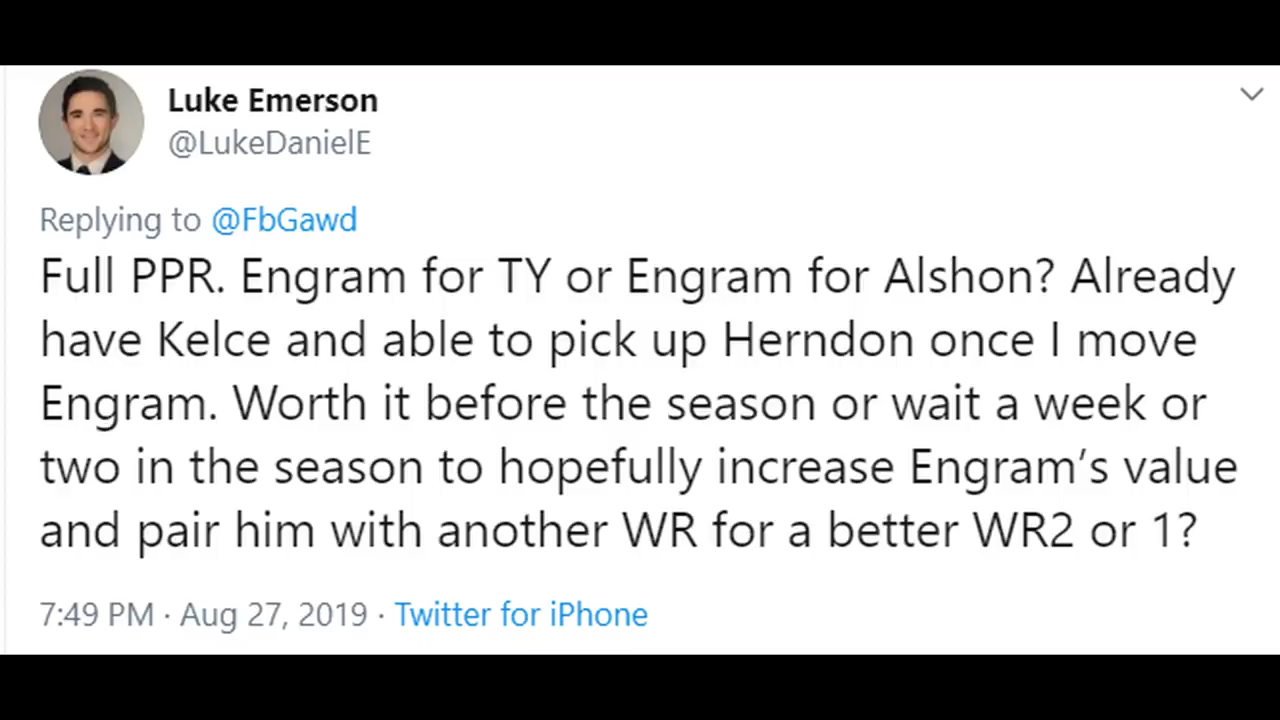 Luke Emerson
@LukeDanielE
Replying to @FbGawd
Full PPR. Engram for TY or Engram for Alshon? Already
have Kelce and able to pick up Herndon once I move
Engram. Worth it before the season or wait a week or
two in the season to hopefully increase Engram’s value
and pair him with another WR for a better WR2 or 1?
7:49 PM · Aug 27, 2019 · Twitter for iPhone